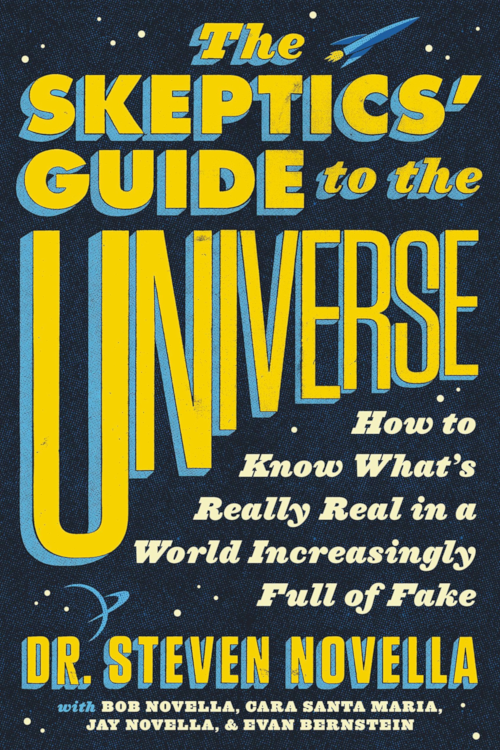 The
SKEPTICS'
GUIDE to the
UNIVERSE
How to
Know What's
Really Real in a
World Increasingly
Full of Fake
DR. STEVEN NOVELLA
with BOB NOVELLA, CARA SANTA MARIA,
JAY NOVELLA, & EVAN BERNSTEIN